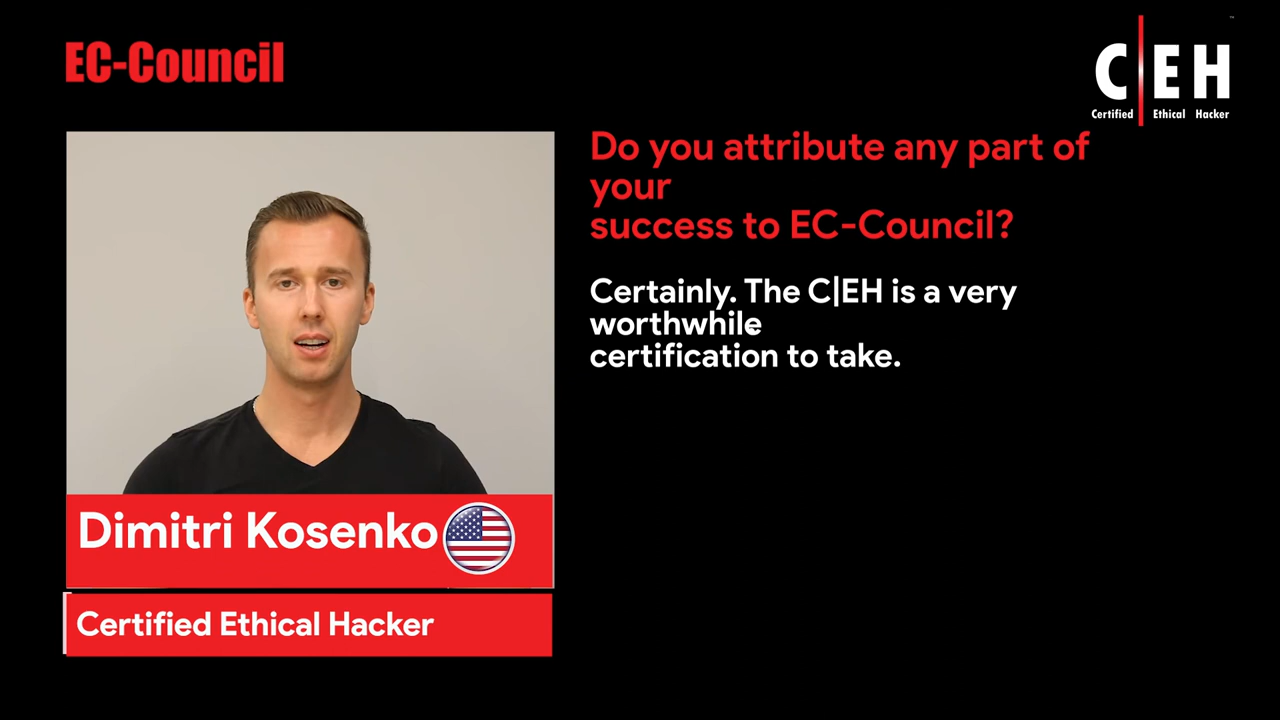 EC-Council
C|EH
Certified Ethical Hacker
™
Do you attribute any part of
your
success to EC-Council?
Certainly. The C|EH is a very
worthwhile
certification to take.
Dimitri Kosenko
Certified Ethical Hacker